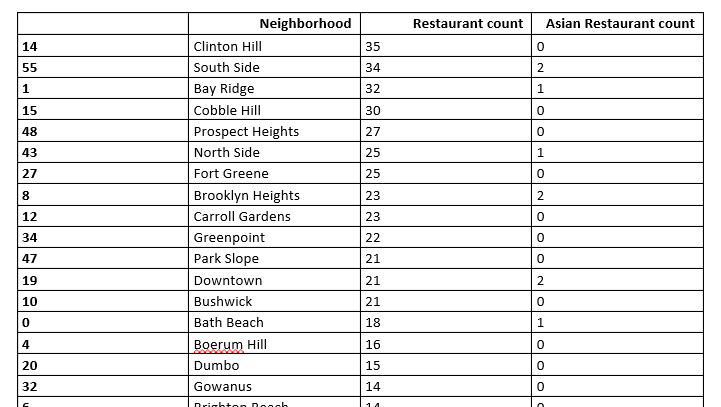 Neighborhood Restaurant count Asian Restaurant count
14 Clinton Hill 35 0
55 South Side 34 2
1 Bay Ridge 32 1
15 Cobble Hill 30 0
48 Prospect Heights 27 0
43 North Side 25 1
27 Fort Greene 25 0
8 Brooklyn Heights 23 2
12 Carroll Gardens 23 0
34 Greenpoint 22 0
47 Park Slope 21 0
19 Downtown 21 2
10 Bushwick 21 0
0 Bath Beach 18 1
4 Boerum Hill 16 0
20 Dumbo 15 0
32 Gowanus 14 0
6 Brighton Beach 14 0